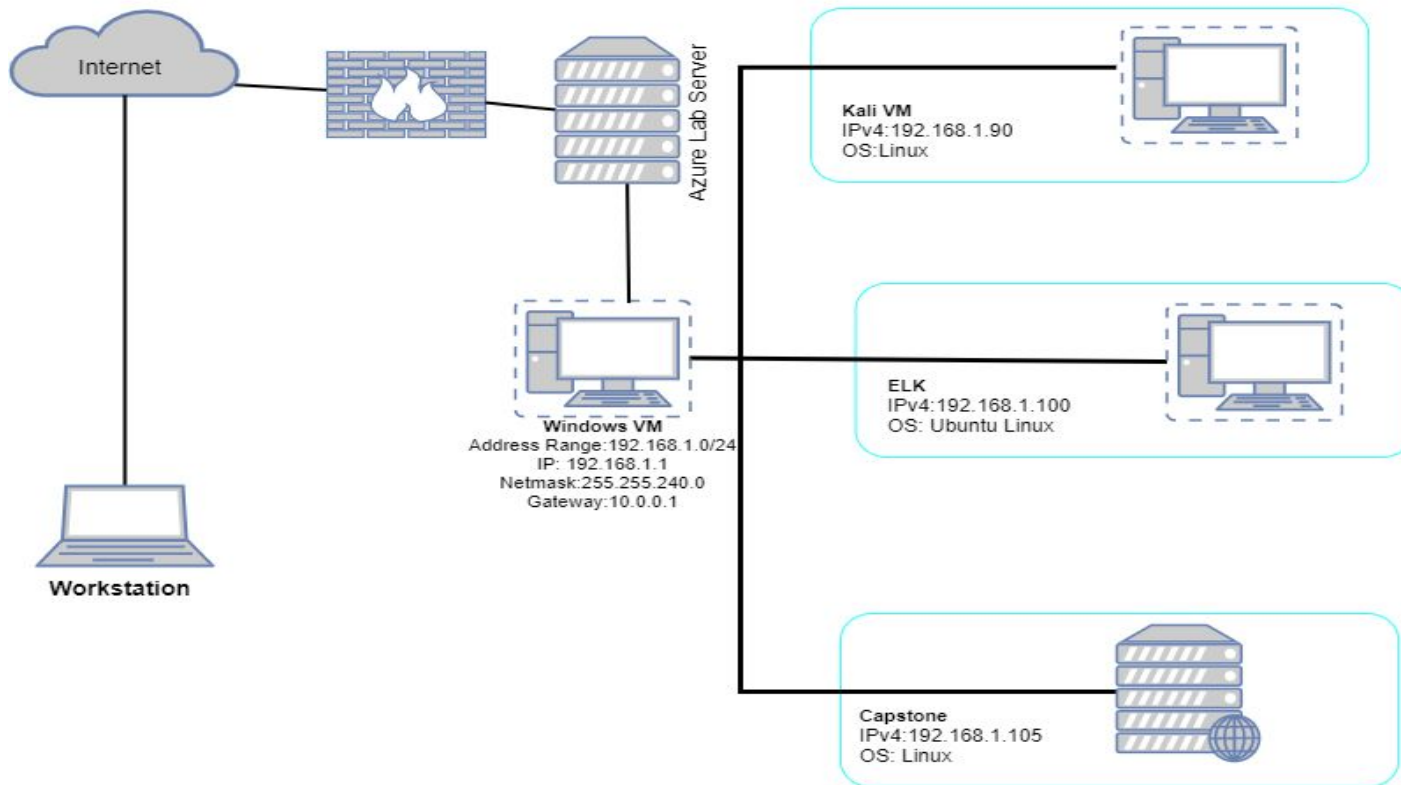 Internet
Azure Lab Server
Kali VM
IPv4:192.168.1.90
OS:Linux
Windows VM
Address Range:192.168.1.0/24
IP: 192.168.1.1
Netmask:255.255.240.0
Gateway:10.0.0.1
ELK
IPv4:192.168.1.100
OS: Ubuntu Linux
Workstation
Capstone
IPv4:192.168.1.105
OS: Linux